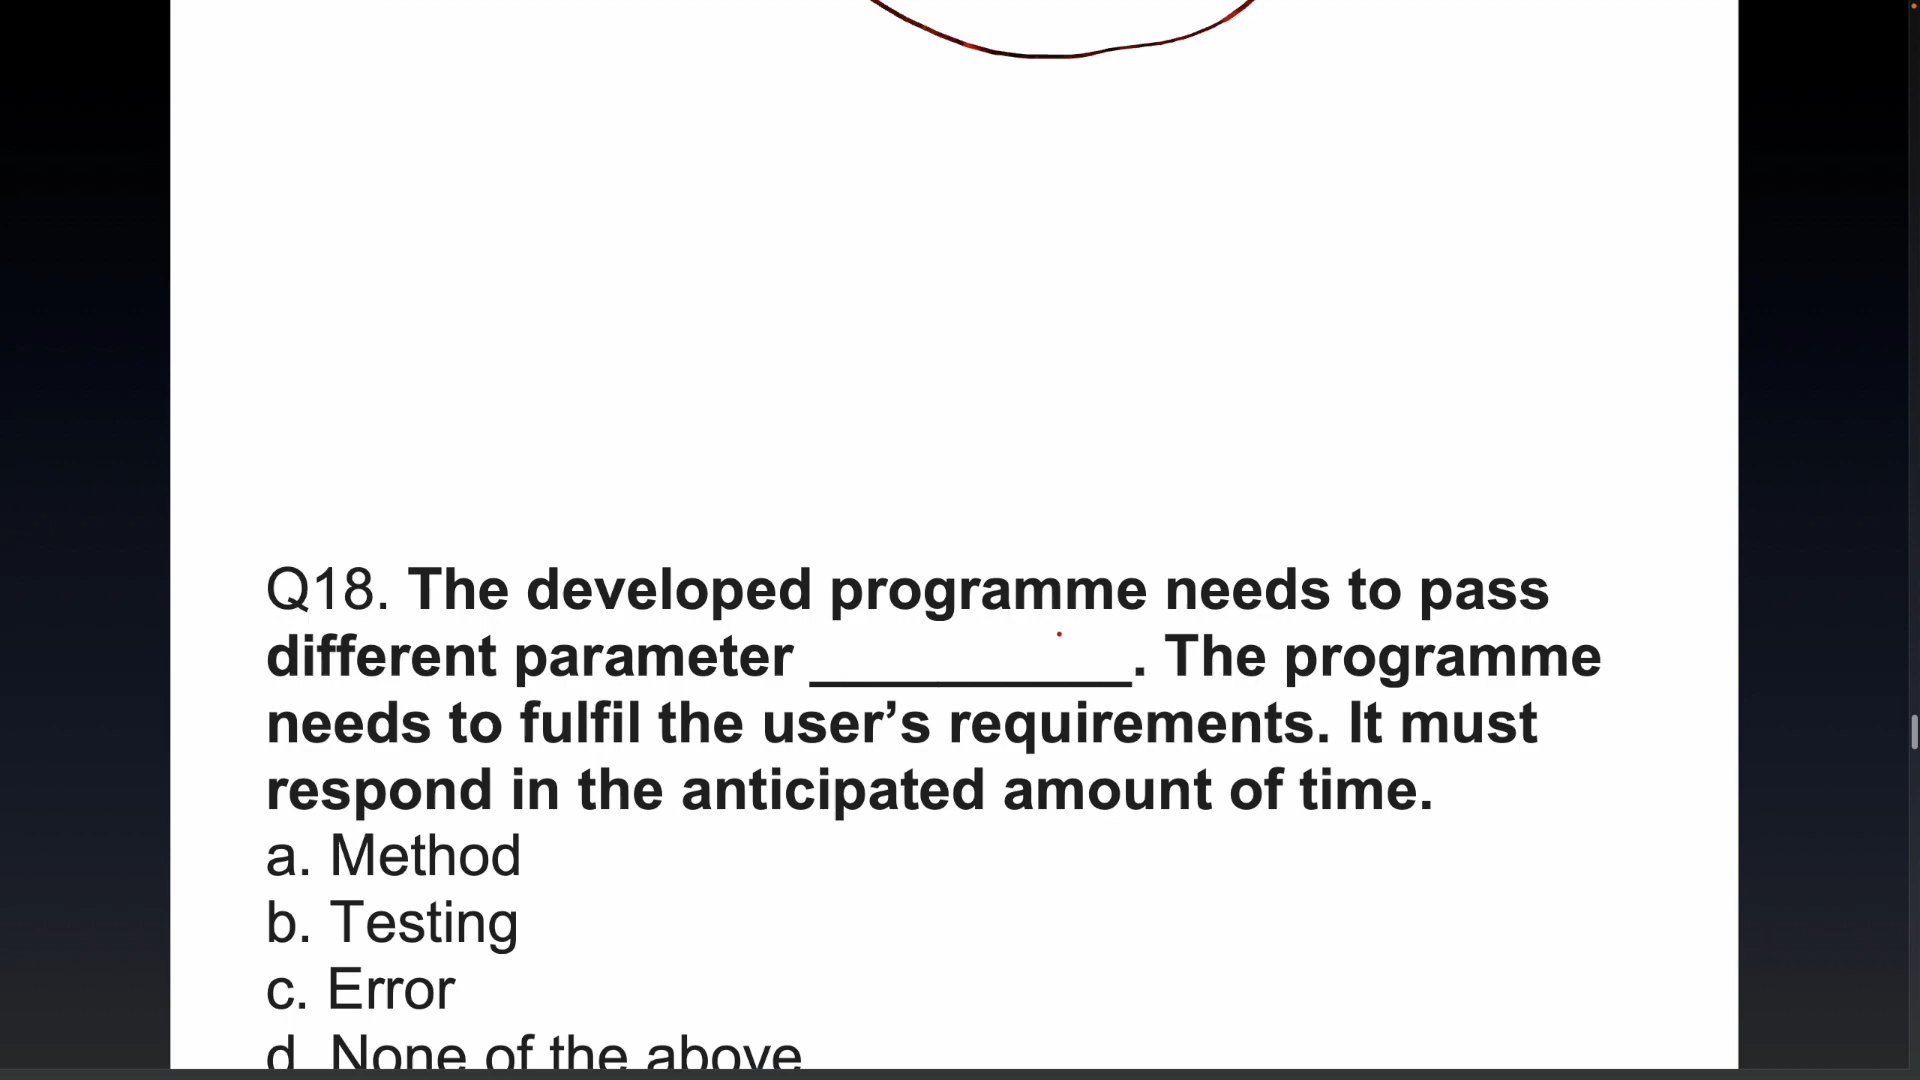 Q18. The developed programme needs to pass
different parameter ___________. The programme
needs to fulfil the user’s requirements. It must
respond in the anticipated amount of time.
a. Method
b. Testing
c. Error
d. None of the above